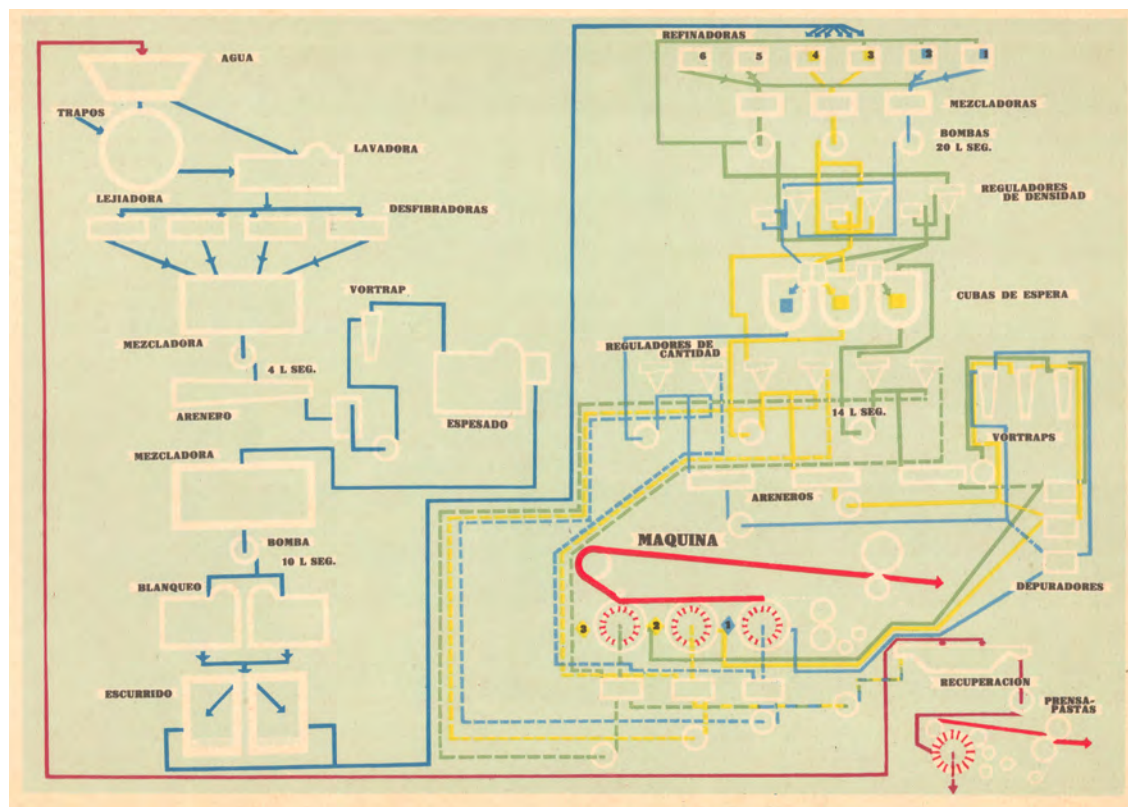 AGUA
TRAPOS
LAVADORA
LEJIADORA
DESFIBRADORAS
MEZCLADORA
VORTRAP
4 L SEG.
ARENERO
ESPESADO
MEZCLADORA
BOMBA
10 L SEG.
BLANQUEO
ESCURRIDO
REFINADORAS
6 5 4 3 2 1
MEZCLADORAS
BOMBAS
20 L SEG.
REGULADORES
DE DENSIDAD
CUBAS DE ESPERA
REGULADORES DE
CANTIDAD
14 L SEG.
VORTRAPS
ARENEROS
MAQUINA
DEPURADORES
3 2 1
RECUPERACION
PRENSA-
PASTAS